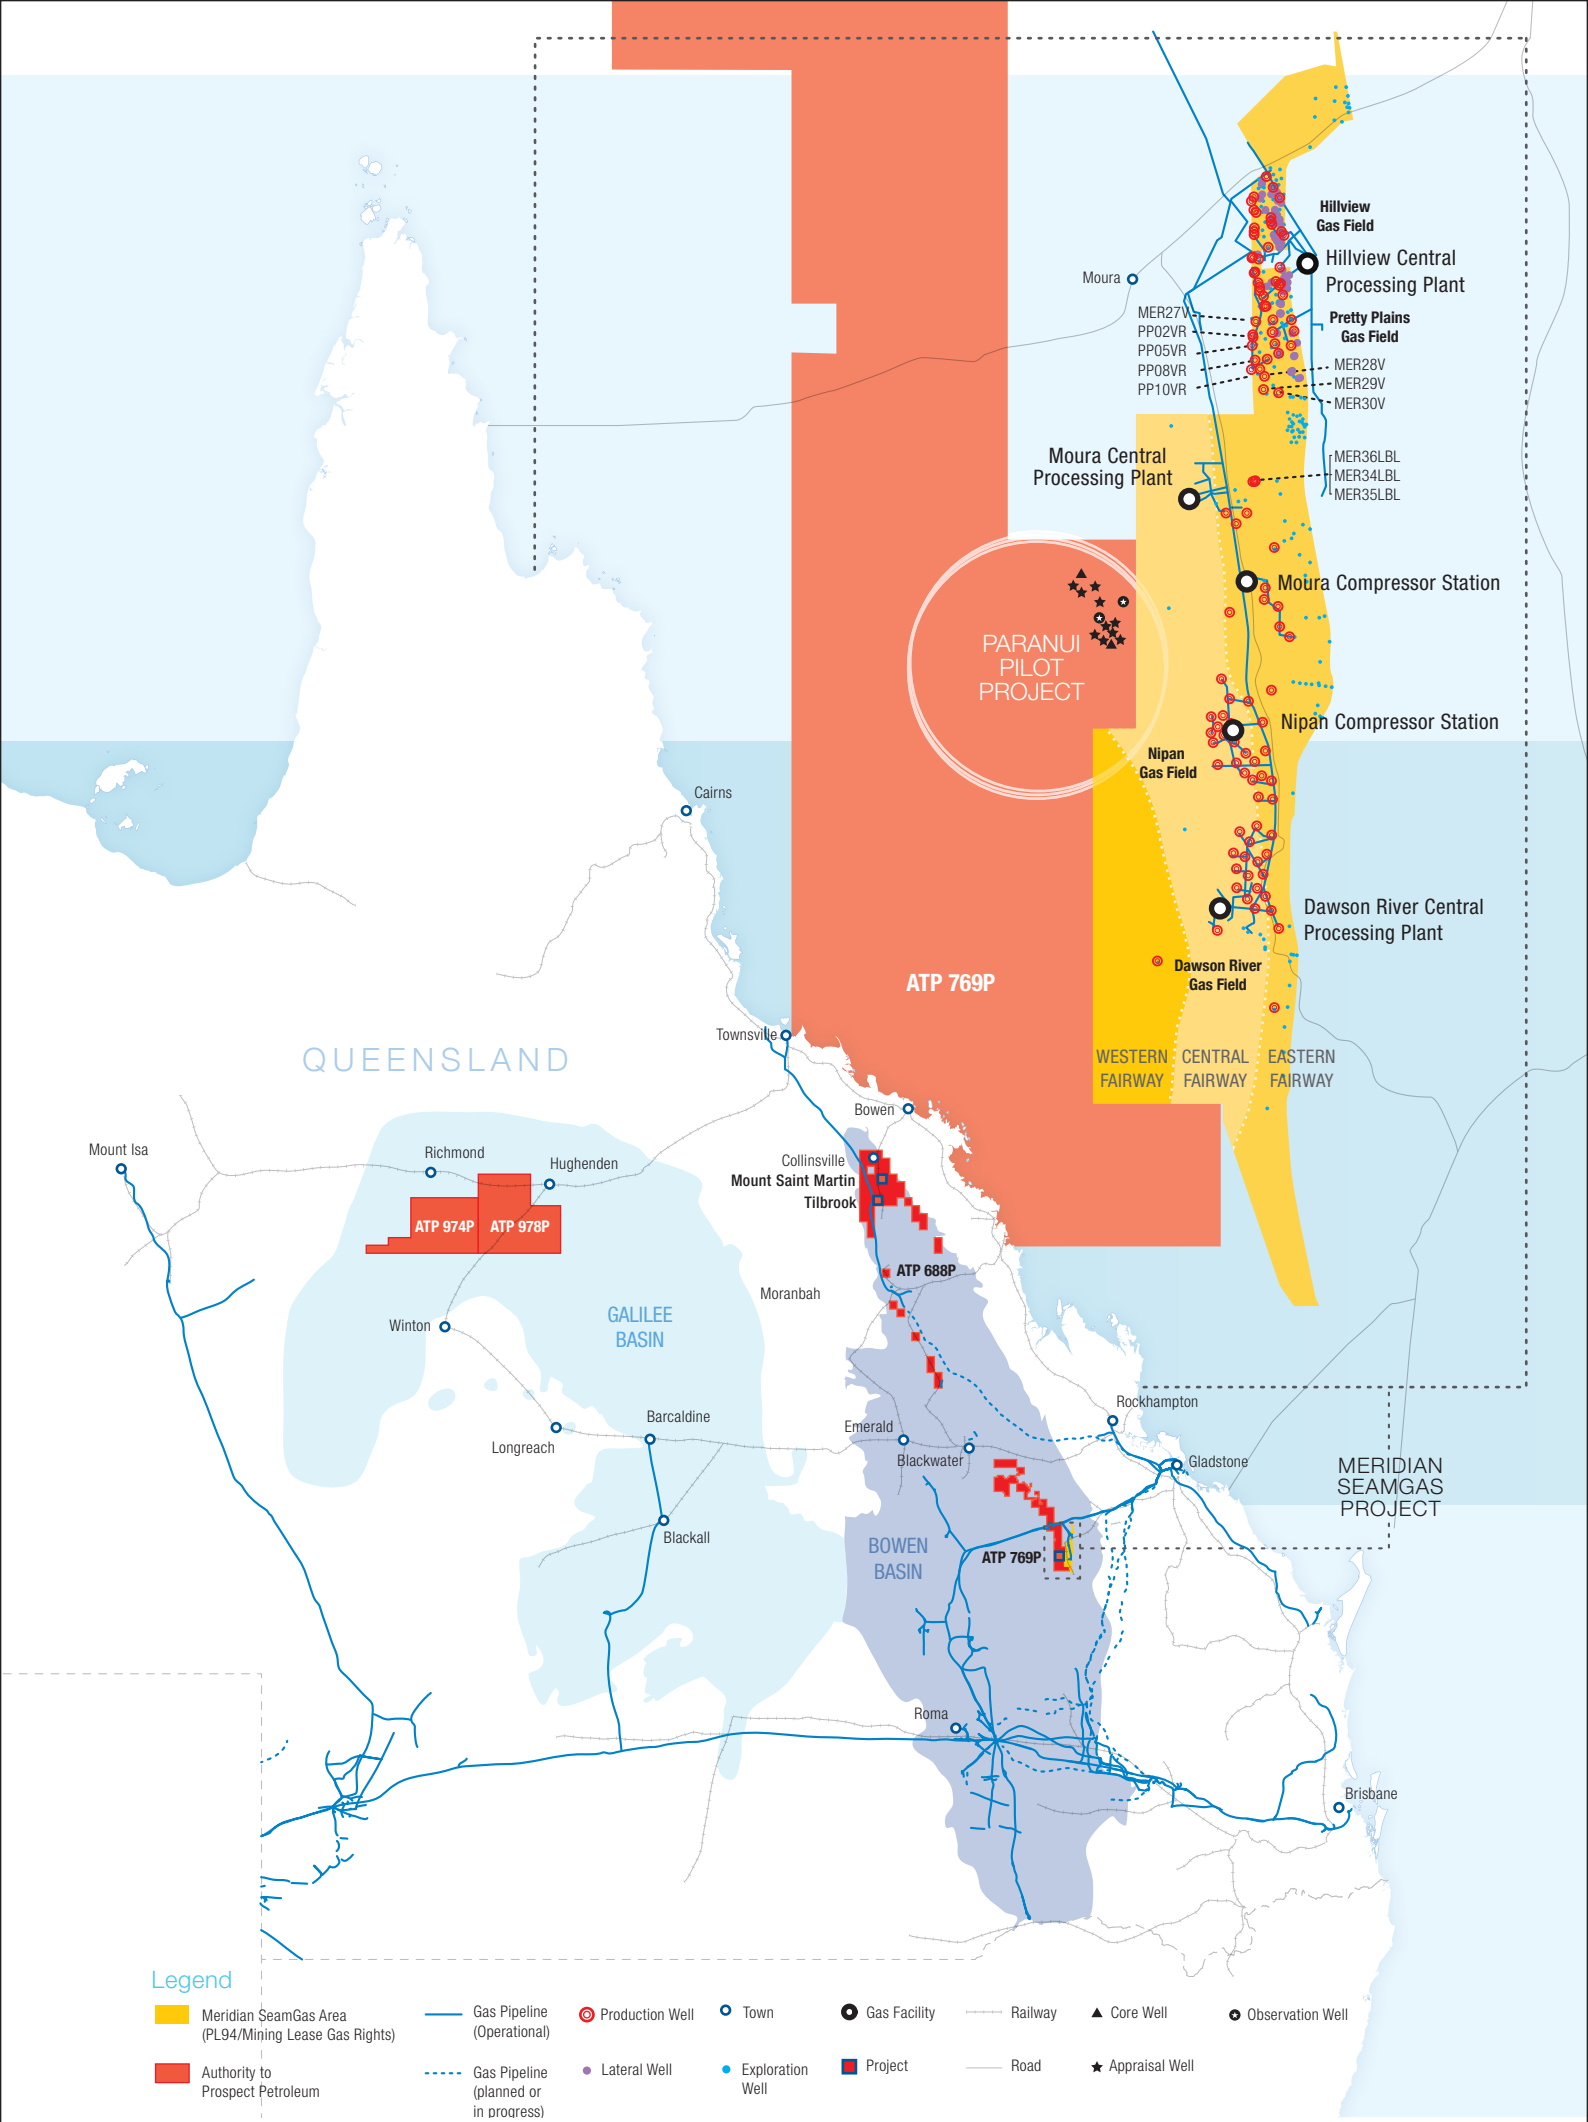 Hillview
Gas Field
Hillview Central
Processing Plant
Moura
MER27V
PP02VR
PP05VR
PP08VR
PP10VR
Pretty Plains
Gas Field
MER28V
MER29V
MER30V
Moura Central
Processing Plant
MER36LBL
MER34LBL
MER35LBL
Moura Compressor Station
PARANUI
PILOT
PROJECT
Nipan Compressor Station
Nipan
Gas Field
Cairns
Dawson River Central
Processing Plant
Dawson River
Gas Field
ATP 769P
Townsville
QUEENSLAND
WESTERN
FAIRWAY
CENTRAL
FAIRWAY
EASTERN
FAIRWAY
Bowen
Mount Isa
Richmond
Hughenden
Collinsville
Mount Saint Martin
Tilbrook
ATP 974P
ATP 978P
ATP 688P
Moranbah
GALILEE
BASIN
Winton
Rockhampton
Barcaldine
Longreach
Emerald
Blackwater
Gladstone
MERIDIAN
SEAMGAS
PROJECT
Blackall
BOWEN
BASIN
ATP 769P
Roma
Brisbane
Legend
Meridian SeamGas Area
(PL94/Mining Lease Gas Rights)
Authority to
Prospect Petroleum
Gas Pipeline
(Operational)
Gas Pipeline
(planned or
in progress)
Production Well
Lateral Well
Town
Exploration
Well
Gas Facility
Project
Railway
Road
Core Well
Appraisal Well
Observation Well